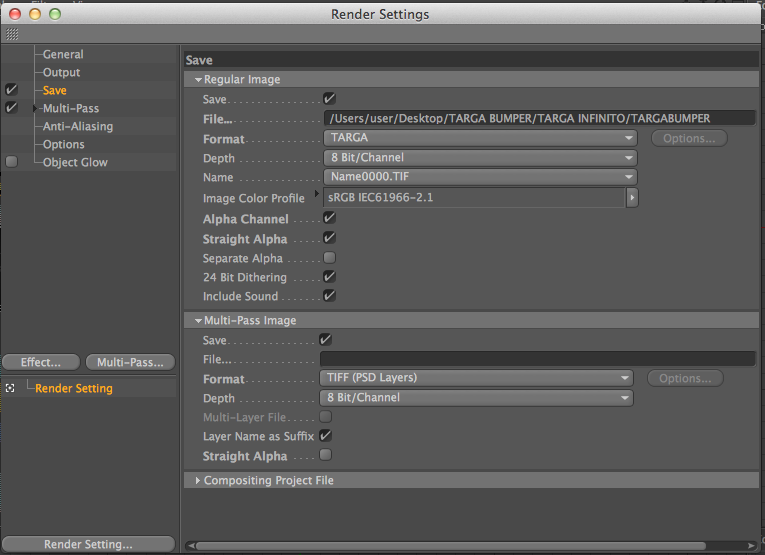 Render Settings
General
Output
Save
Multi-Pass
Anti-Aliasing
Options
Object Glow
Effect...
Multi-Pass...
Render Setting
Render Setting...
Save
Regular Image
Save
File... /Users/user/Desktop/TARGA BUMPER/TARGA INFINITO/TARGABUMPER
Format TARGA Options...
Depth 8 Bit/Channel
Name Name0000.TIF
Image Color Profile sRGB IEC61966-2.1
Alpha Channel
Straight Alpha
Separate Alpha
24 Bit Dithering
Include Sound
Multi-Pass Image
Save
File...
Format TIFF (PSD Layers) Options...
Depth 8 Bit/Channel
Multi-Layer File
Layer Name as Suffix
Straight Alpha
Compositing Project File